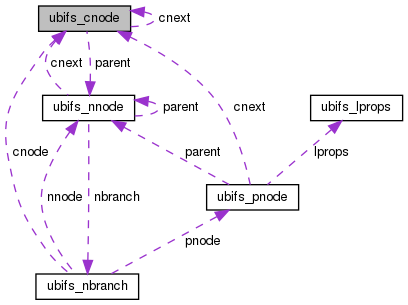 ubifs_cnode
cnext
cnext
parent
ubifs_nnode
parent
cnext
ubifs_lprops
cnode
parent
lprops
nnode
nbranch
ubifs_pnode
pnode
ubifs_nbranch